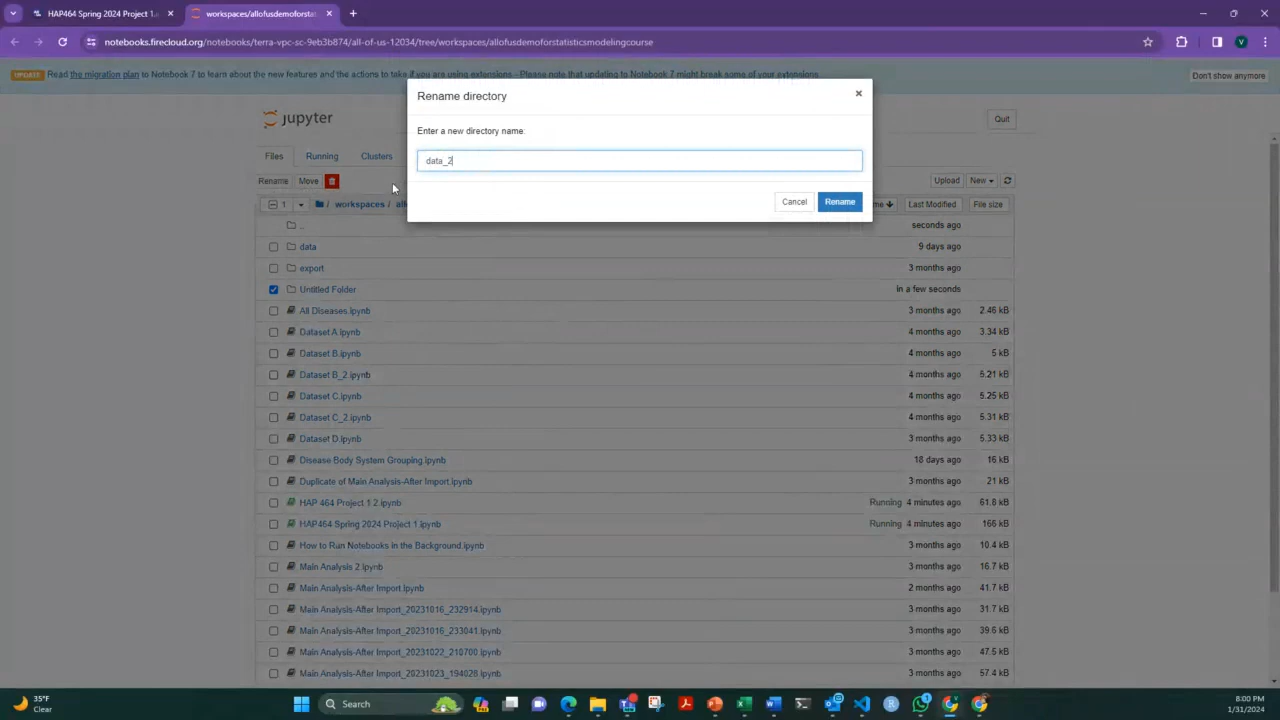 HAP464 Spring 2024 Project 1.
workspaces/allofusdemoforstatist
notebooks.firecloud.org/notebooks/terra-vpc-sc-9eb3b874/all-of-us-12034/tree/workspaces/allofusdemoforstatisticsmodelingcourse
V
UPDATE Read the migration plan to Notebook 7 to learn about the new features and the actions to take if you are using extensions - Please note that updating to Notebook 7 might break some of your extensions.
Don't show anymore
Rename directory
Enter a new directory name:
data_2
Cancel Rename
jupyter
Quit
Files Running Clusters
Rename Move
Upload New
1 / workspaces / all
me Last Modified File size
.. seconds ago
data 9 days ago
export 3 months ago
Untitled Folder in a few seconds
All Diseases.ipynb 3 months ago 2.46 kB
Dataset A.ipynb 4 months ago 3.34 kB
Dataset B.ipynb 4 months ago 5 kB
Dataset B_2.ipynb 4 months ago 5.21 kB
Dataset C.ipynb 4 months ago 5.25 kB
Dataset C_2.ipynb 4 months ago 5.31 kB
Dataset D.ipynb 3 months ago 5.33 kB
Disease Body System Grouping.ipynb 18 days ago 16 kB
Duplicate of Main Analysis-After Import.ipynb 3 months ago 21 kB
HAP 464 Project 1 2.ipynb Running 4 minutes ago 61.8 kB
HAP464 Spring 2024 Project 1.ipynb Running 4 minutes ago 166 kB
How to Run Notebooks in the Background.ipynb 3 months ago 10.4 kB
Main Analysis 2.ipynb 3 months ago 16.7 kB
Main Analysis-After Import.ipynb 2 months ago 41.7 kB
Main Analysis-After Import_20231016_232914.ipynb 3 months ago 31.7 kB
Main Analysis-After Import_20231016_233041.ipynb 3 months ago 39.6 kB
Main Analysis-After Import_20231022_210700.ipynb 3 months ago 47.5 kB
Main Analysis-After Import_20231023_194028.ipynb 3 months ago 57.4 kB
35°F
Clear
Search
8:00 PM
1/31/2024